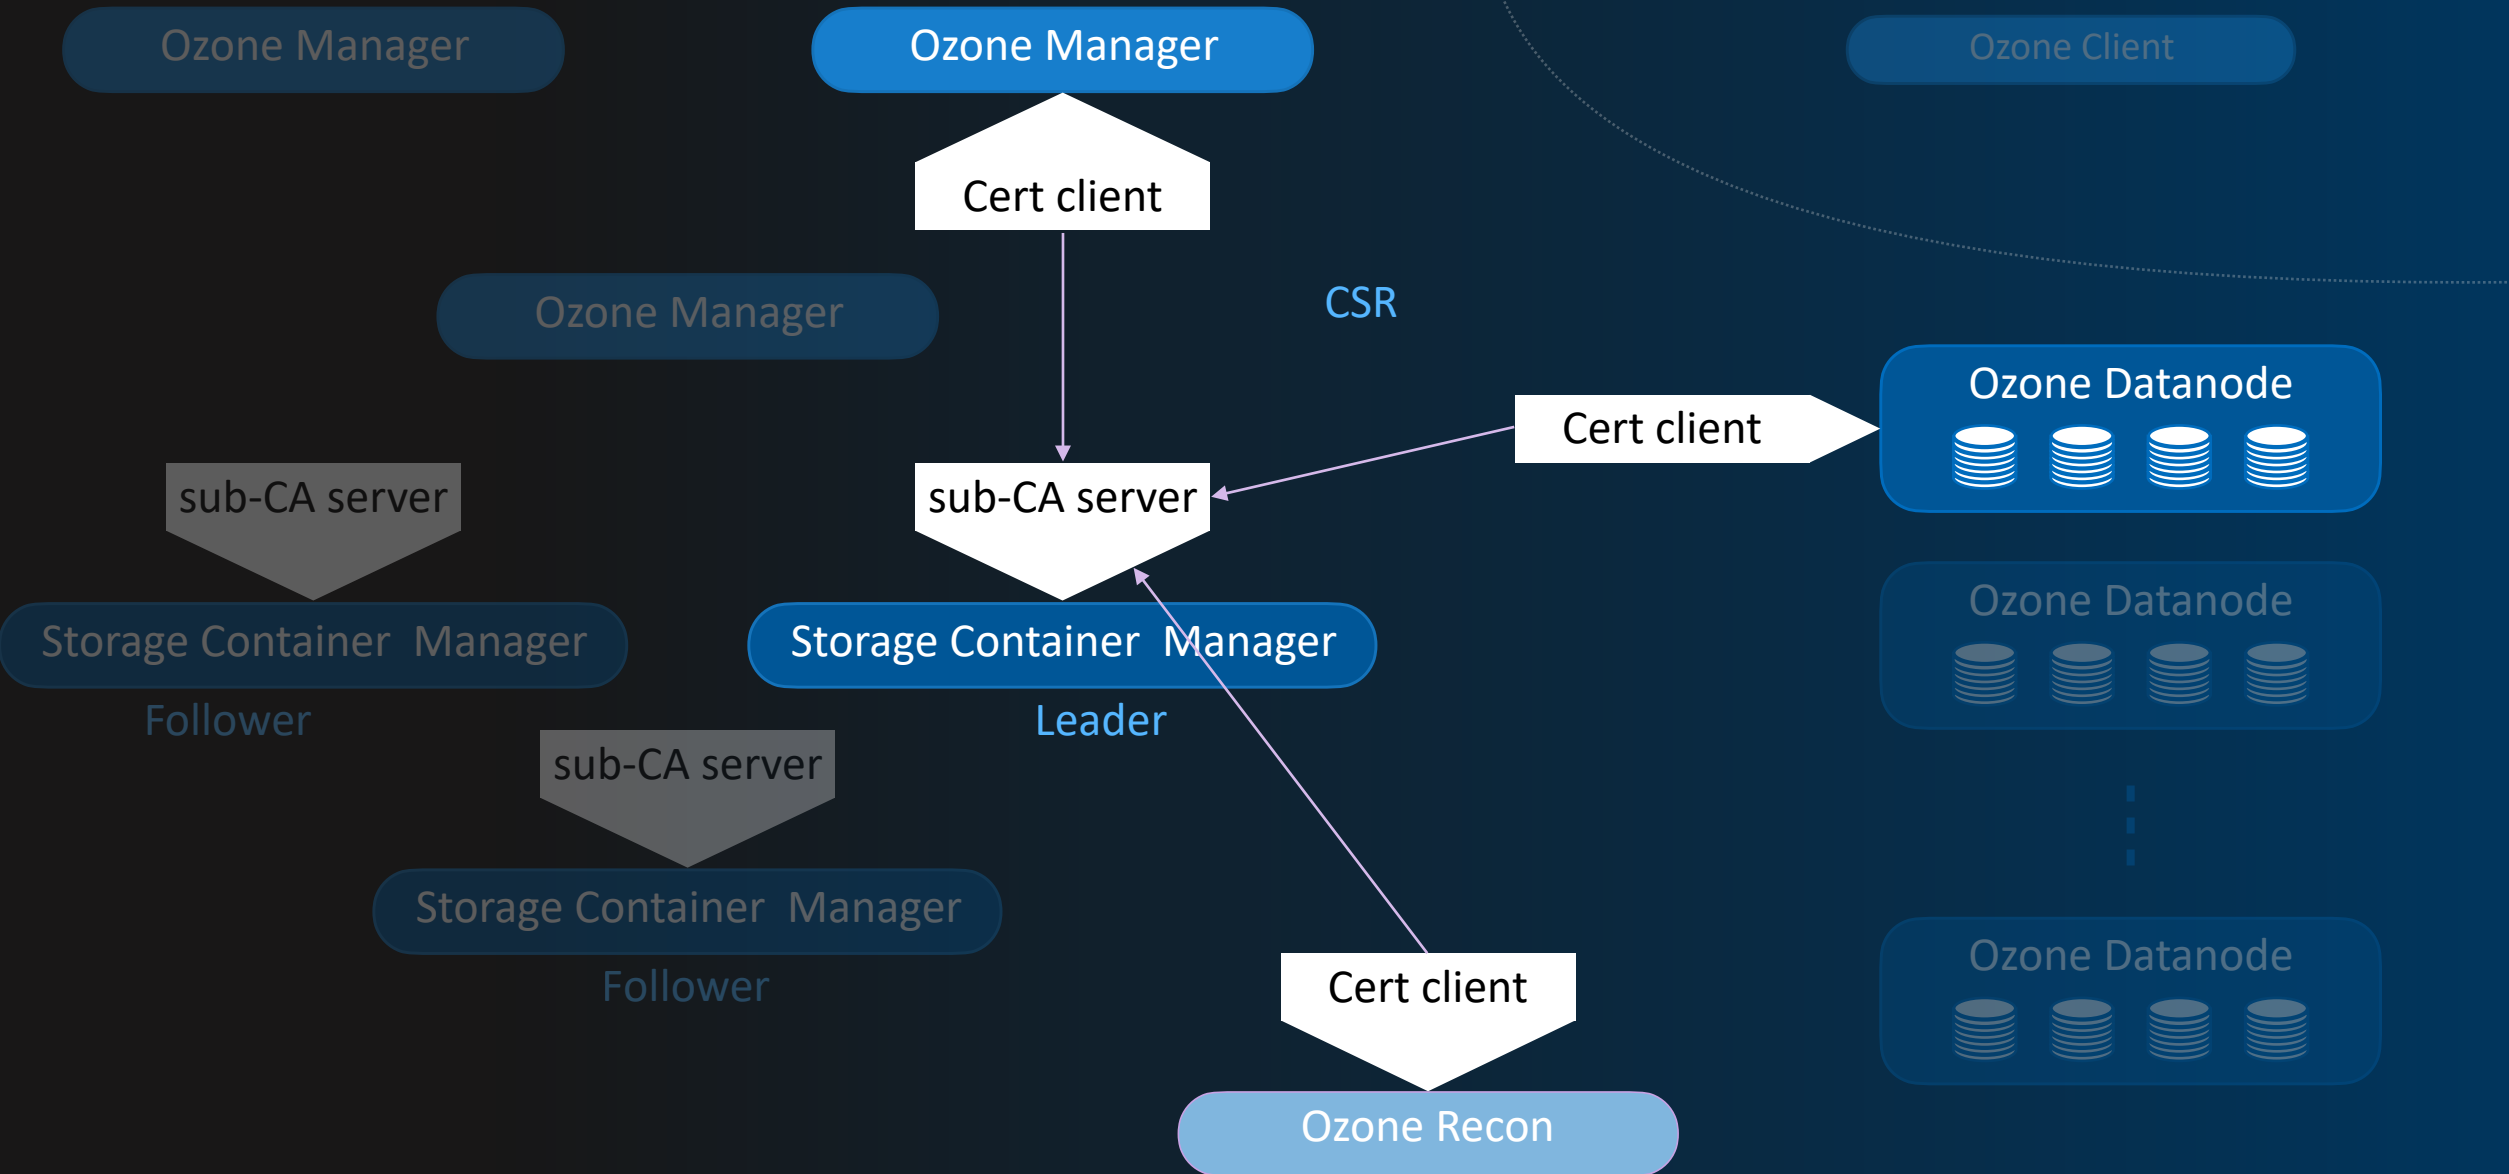 Ozone Manager
Ozone Manager
Ozone Client
Cert client
Ozone Manager
CSR
Ozone Datanode
Cert client
sub-CA server
sub-CA server
Ozone Datanode
Storage Container  Manager
Storage Container  Manager
Follower
Leader
sub-CA server
Storage Container  Manager
Ozone Datanode
Follower
Cert client
Ozone Recon